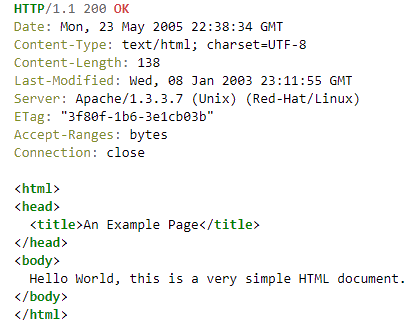 HTTP/1.1 200 OK
Date: Mon, 23 May 2005 22:38:34 GMT
Content-Type: text/html; charset=UTF-8
Content-Length: 138
Last-Modified: Wed, 08 Jan 2003 23:11:55 GMT
Server: Apache/1.3.3.7 (Unix) (Red-Hat/Linux)
ETag: "3f80f-1b6-3e1cb03b"
Accept-Ranges: bytes
Connection: close

<html>
<head>
  <title>An Example Page</title>
</head>
<body>
  Hello World, this is a very simple HTML document.
</body>
</html>